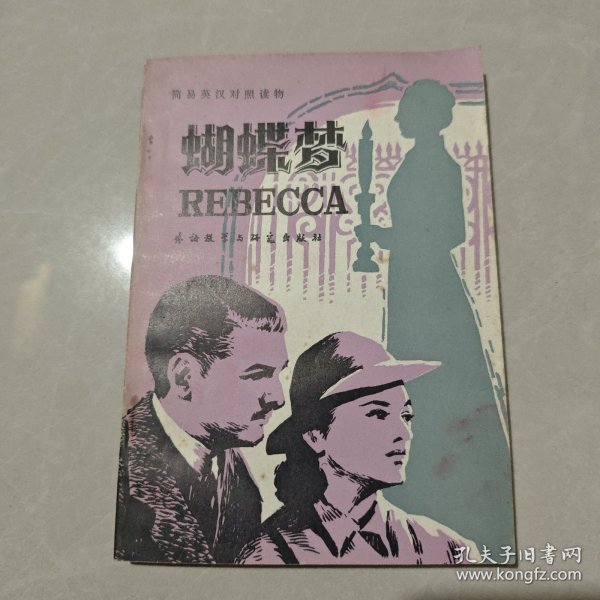 简易英汉对照读物
蝴蝶梦
REBECCA
外语教学与研究出版社
孔夫子旧书网
www.kongfz.com